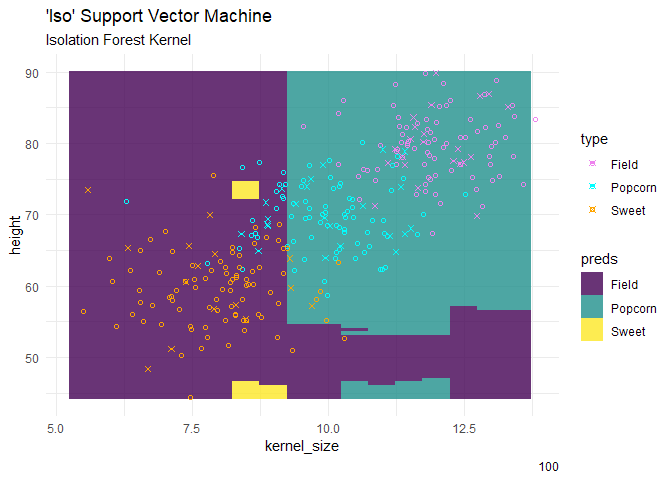 'Iso' Support Vector Machine
Isolation Forest Kernel
90
80
70
60
50
height
5.0
7.5
10.0
12.5
kernel_size
type
Field
Popcorn
Sweet
preds
Field
Popcorn
Sweet
100